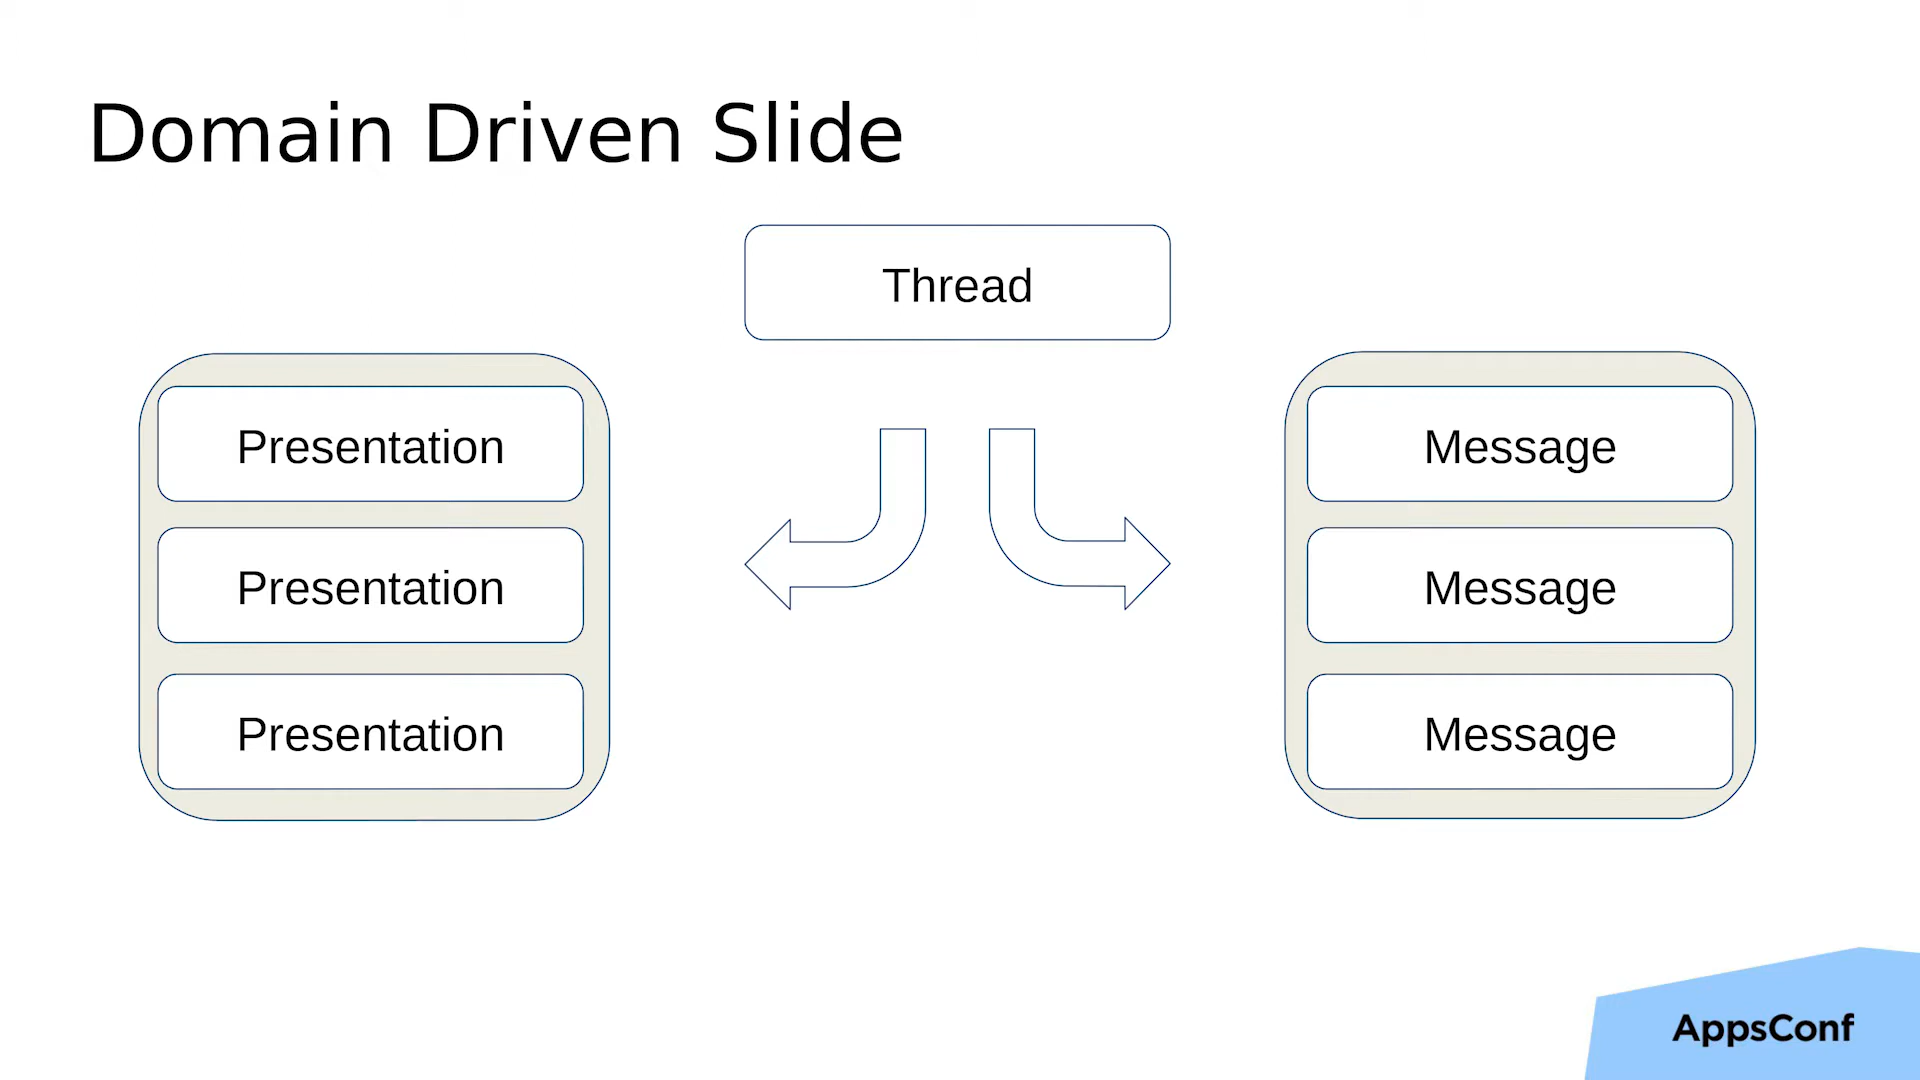 Domain Driven Slide
Thread
Presentation
Presentation
Presentation
Message
Message
Message
AppsConf